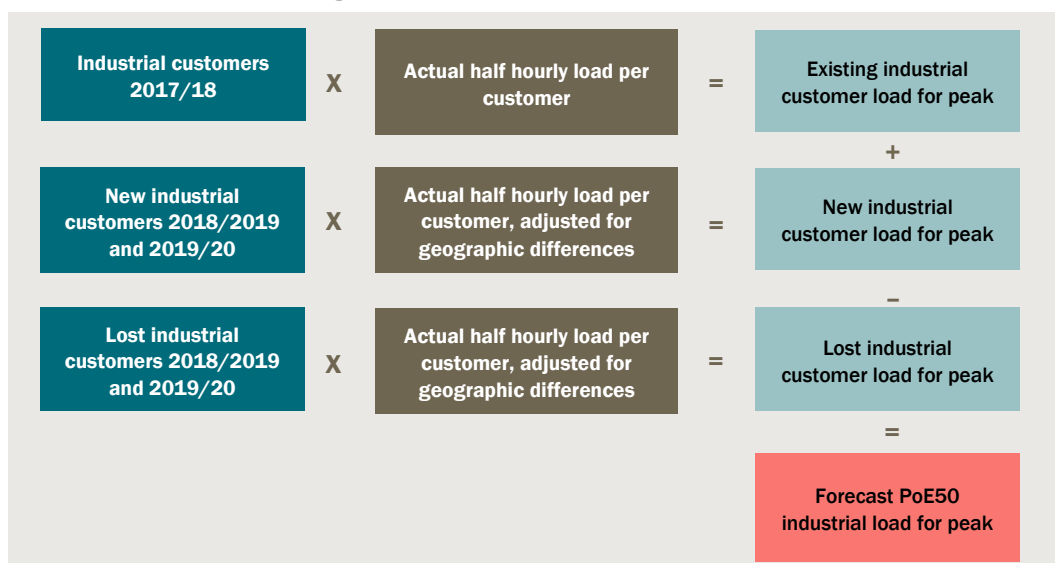 Industrial customers
2017/18
X
Actual half hourly load per
customer
=
Existing industrial
customer load for peak
+
New industrial
customers 2018/2019
and 2019/20
X
Actual half hourly load per
customer, adjusted for
geographic differences
=
New industrial
customer load for peak
–
Lost industrial
customers 2018/2019
and 2019/20
X
Actual half hourly load per
customer, adjusted for
geographic differences
=
Lost industrial
customer load for peak
=
Forecast PoE50
industrial load for peak